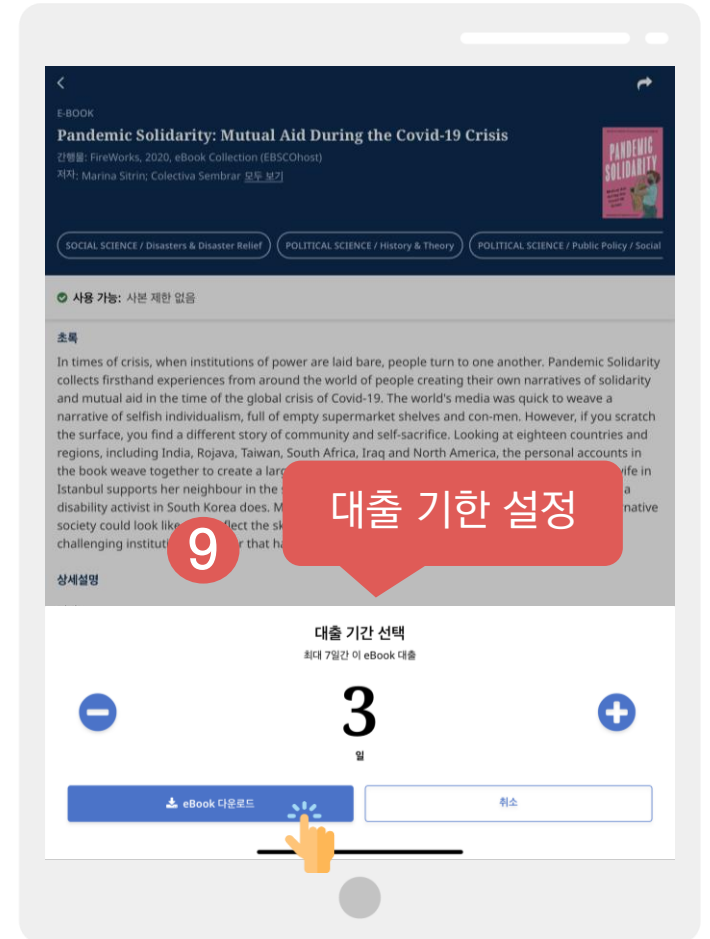 E-BOOK
Pandemic Solidarity: Mutual Aid During the Covid-19 Crisis
간행물: FireWorks, 2020, eBook Collection (EBSCOhost)
저자: Marina Sitrin; Colectiva Sembrar 모두 보기
PANDEMIC
SOLIDARITY
SOCIAL SCIENCE / Disasters & Disaster Relief
POLITICAL SCIENCE / History & Theory
POLITICAL SCIENCE / Public Policy / Social
사용 가능: 사본 제한 없음
초록
In times of crisis, when institutions of power are laid bare, people turn to one another. Pandemic Solidarity
collects firsthand experiences from around the world of people creating their own narratives of solidarity
and mutual aid in the time of the global crisis of Covid-19. The world's media was quick to weave a
narrative of selfish individualism, full of empty supermarket shelves and con-men. However, if you scratch
the surface, you find a different story of community and self-sacrifice. Looking at eighteen countries and
regions, including India, Rojava, Taiwan, South Africa, Iraq and North America, the personal accounts in
the book weave together to create a larg
Istanbul supports her neighbour in the
disability activist in South Korea does. M
society could look like
challenging
대출 기한 설정
9
상세설명
대출 기간 선택
최대 7일간 이 eBook 대출
3
일
eBook 다운로드
취소